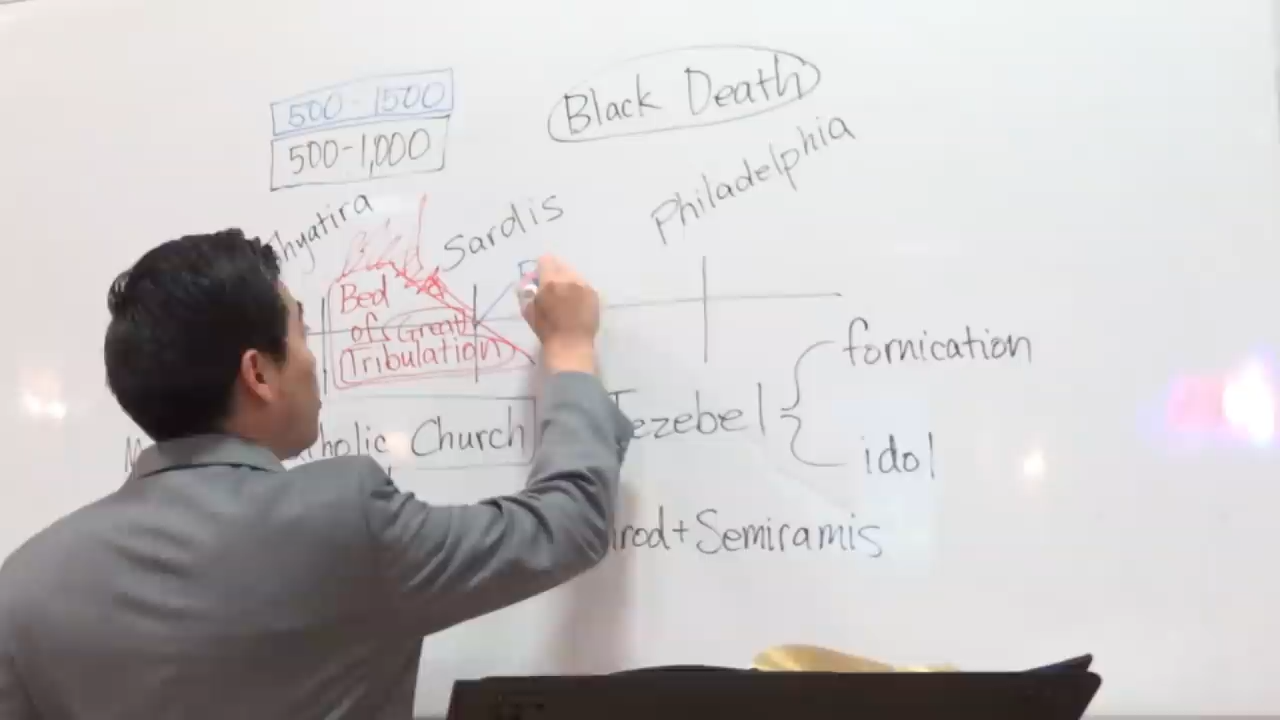 500-1500
Black Death
500-1,000
Philadelphia
hyatira
Sardis
Bed
of Great
Tribulation
fornication
Jezebel
tholic Church
idol
irod+Semiramis